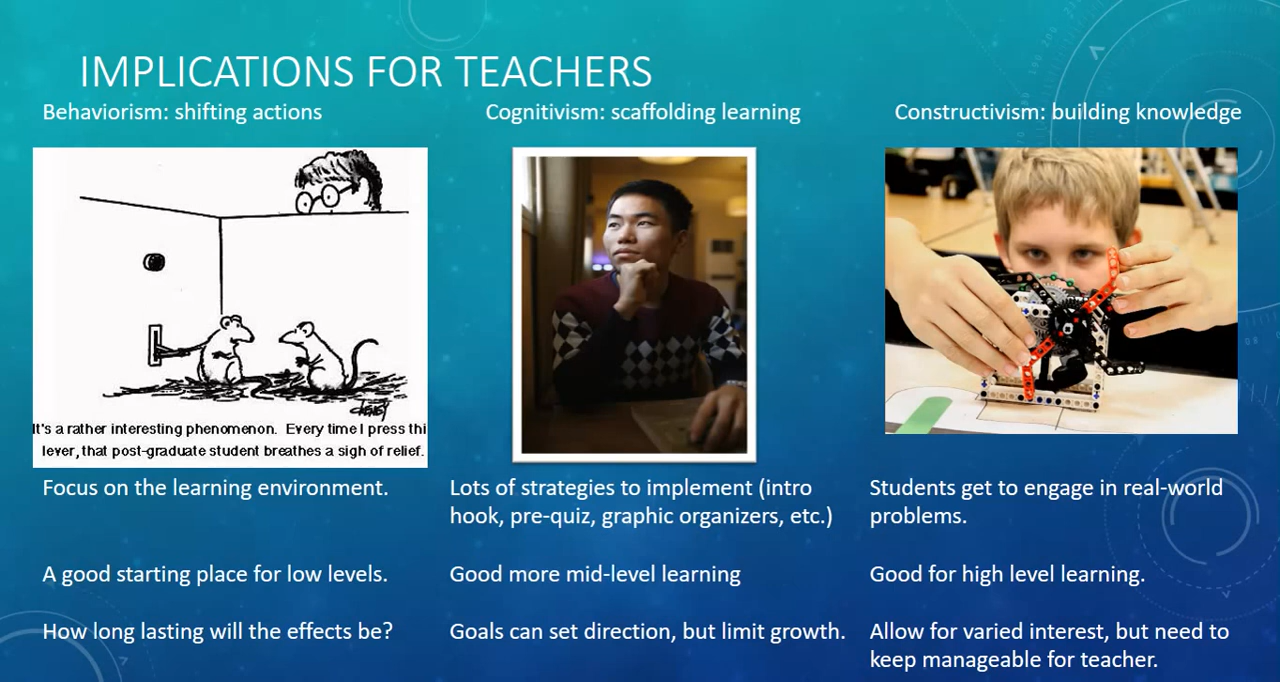 IMPLICATIONS FOR TEACHERS
Behaviorism: shifting actions
Cognitivism: scaffolding learning
Constructivism: building knowledge
It's a rather interesting phenomenon. Every time I press thi
lever, that post-graduate student breathes a sigh of relief.
Focus on the learning environment.
A good starting place for low levels.
How long lasting will the effects be?
Lots of strategies to implement (intro
hook, pre-quiz, graphic organizers, etc.)
Good more mid-level learning
Goals can set direction, but limit growth.
Students get to engage in real-world
problems.
Good for high level learning.
Allow for varied interest, but need to
keep manageable for teacher.